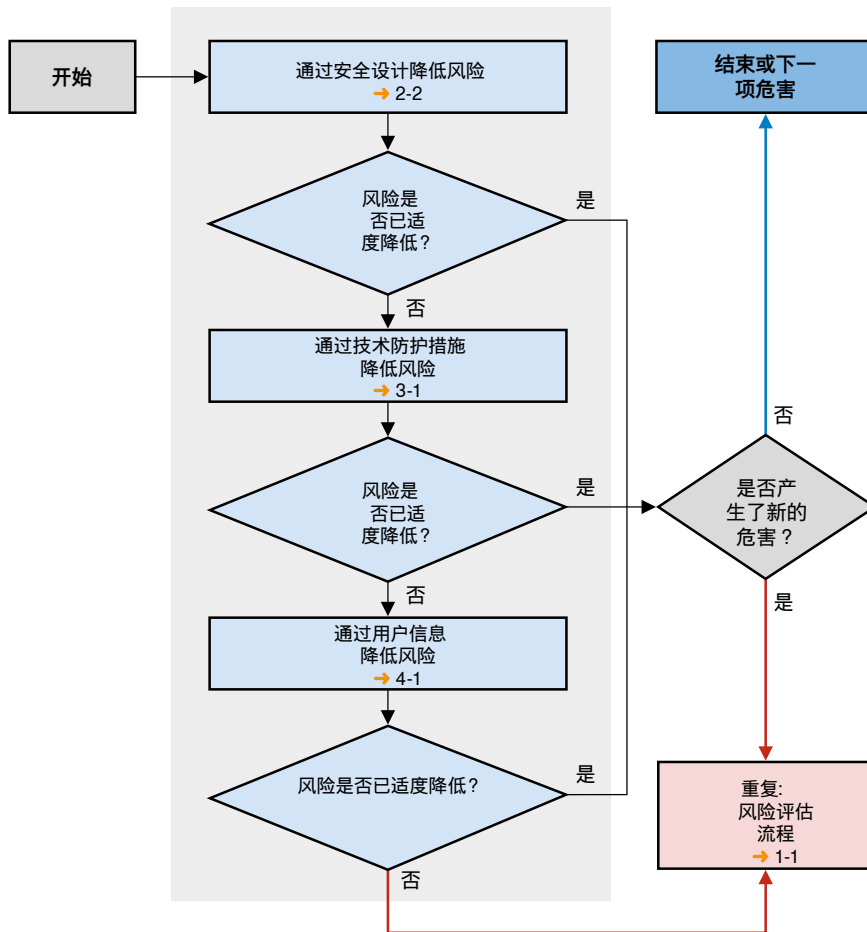 开始
通过安全设计降低风险
➜ 2-2
结束或下一
项危害
风险是
否已适
度降低？
是
否
通过技术防护措施
降低风险
➜ 3-1
风险是
否已适
度降低？
是
否
是否产
生了新的
危害？
否
是
通过用户信息
降低风险
➜ 4-1
风险是否已适度降低？
是
否
重复:
风险评估
流程
➜ 1-1